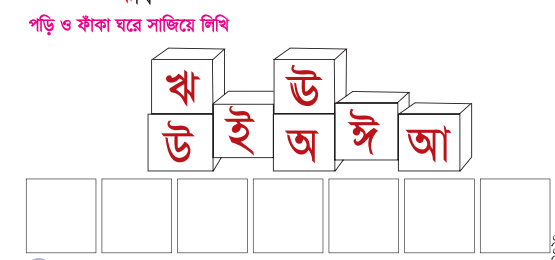 পড়ি ও ফাঁকা ঘরে সাজিয়ে লিখি
ঋ ঊ
উ ই অ ঈ আ